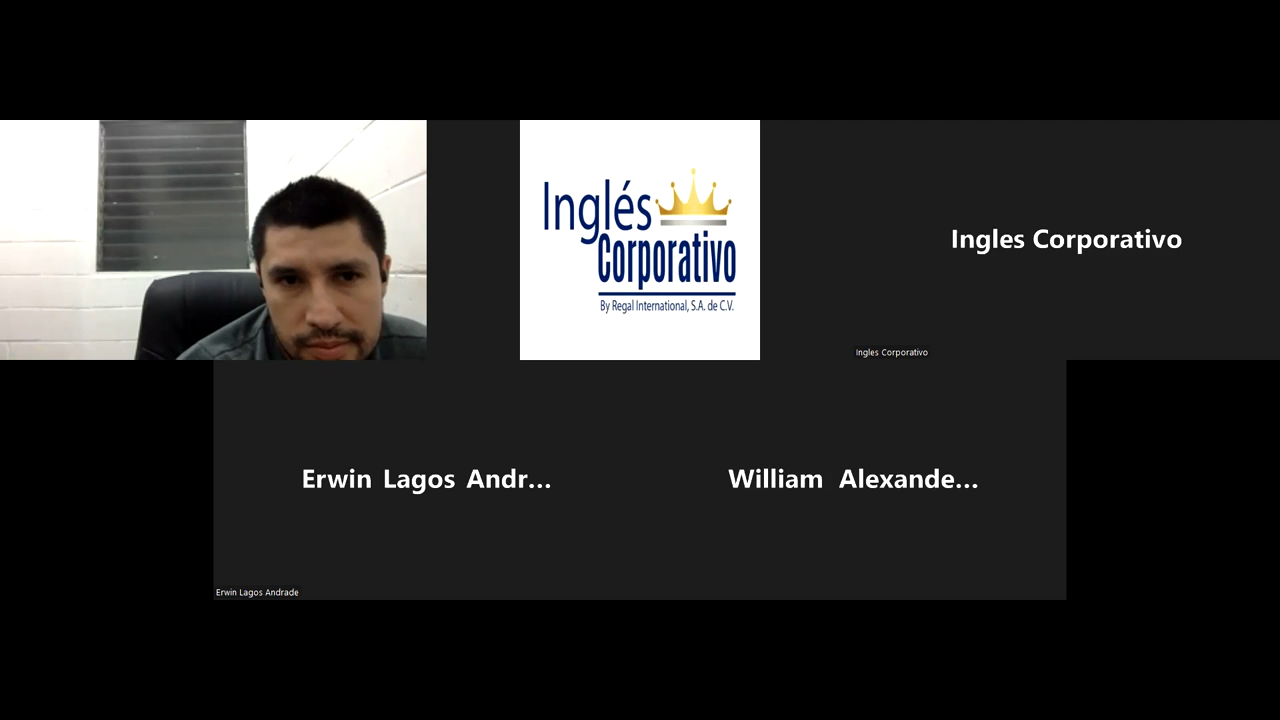 Inglés
Corporativo
By Regal International, S.A. de C.V.
Ingles Corporativo
Ingles Corporativo
Erwin Lagos Andr...
William Alexande...
Erwin Lagos Andrade